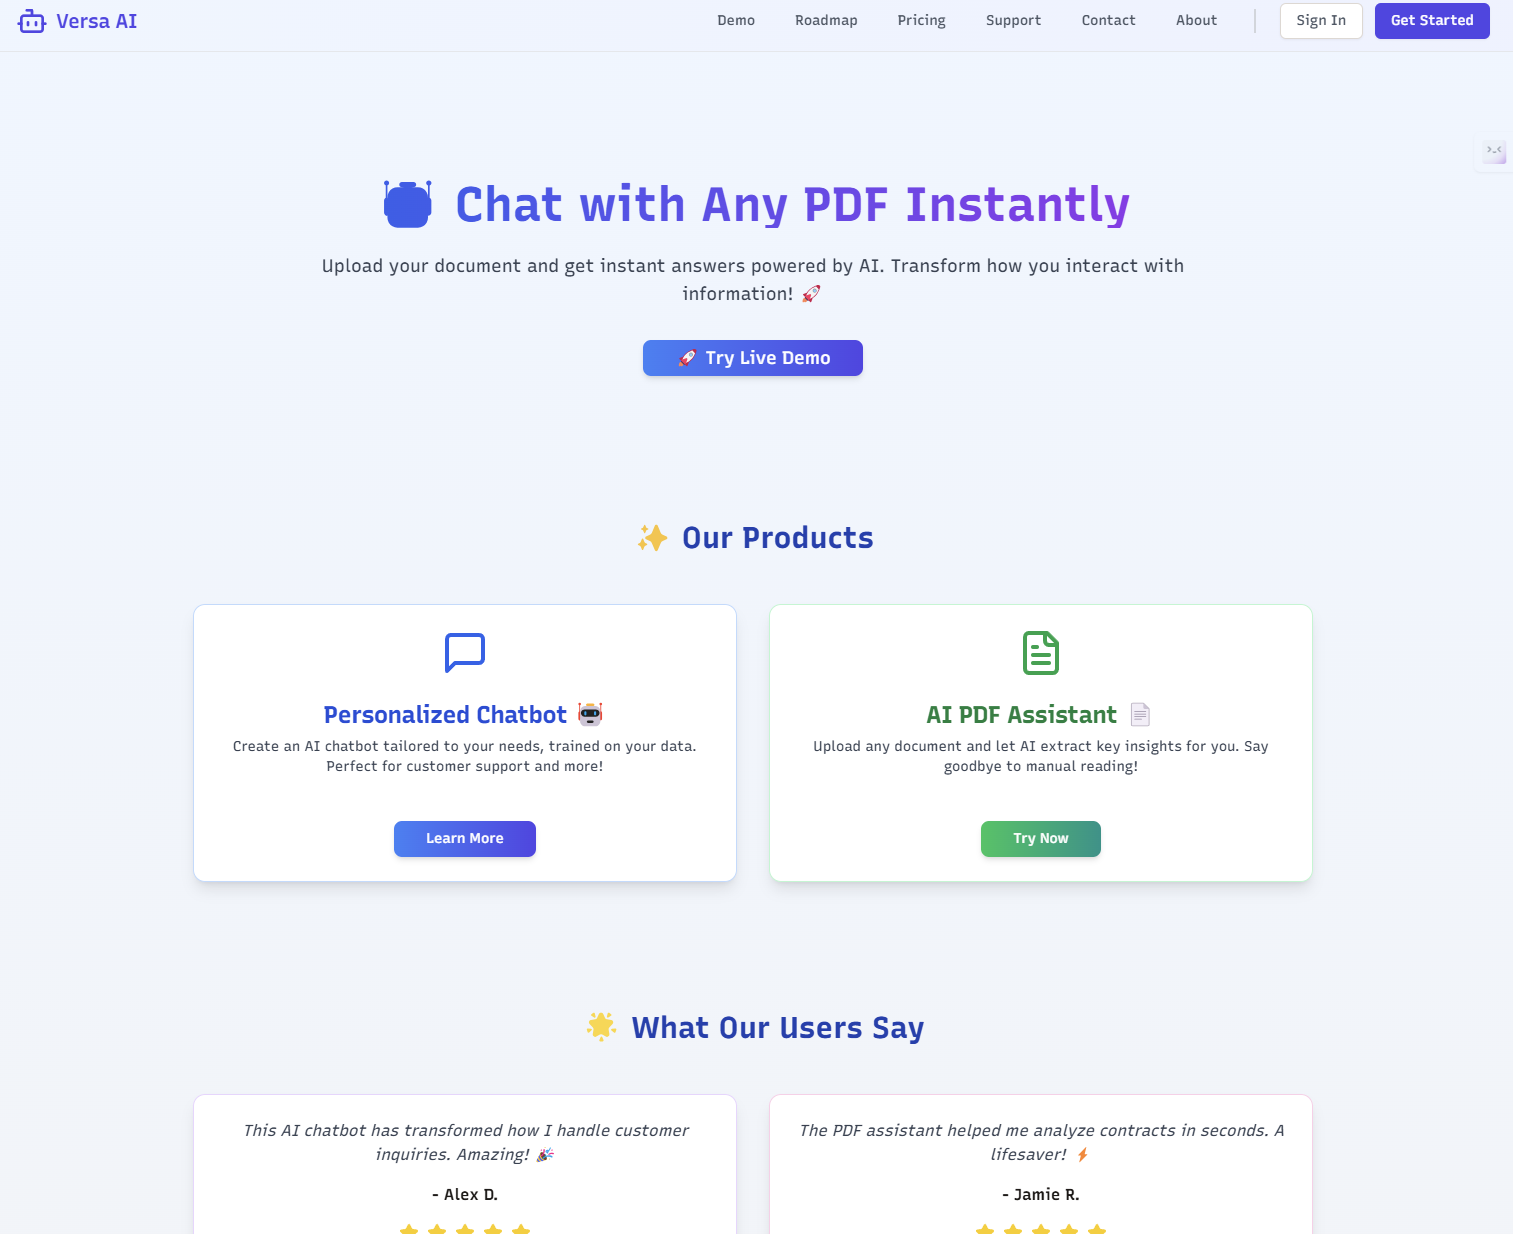 Versa AI
Demo
Roadmap
Pricing
Support
Contact
About
Sign In
Get Started
Chat with Any PDF Instantly
Upload your document and get instant answers powered by AI. Transform how you interact with
information! 🚀
🚀 Try Live Demo
✨ Our Products
Personalized Chatbot 🤖
Create an AI chatbot tailored to your needs, trained on your data.
Perfect for customer support and more!
Learn More
AI PDF Assistant 📄
Upload any document and let AI extract key insights for you. Say
goodbye to manual reading!
Try Now
🌟 What Our Users Say
This AI chatbot has transformed how I handle customer
inquiries. Amazing! 🎉
- Alex D.
The PDF assistant helped me analyze contracts in seconds. A
lifesaver! ⚡
- Jamie R.